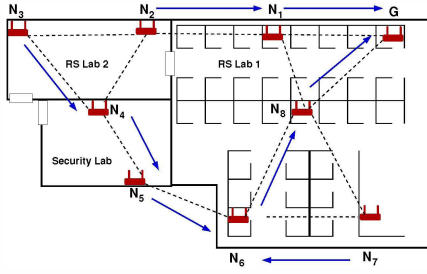 N3 N2 N1 G
RS Lab 2 RS Lab 1
N4 N8
Security Lab
N5
N6 N7